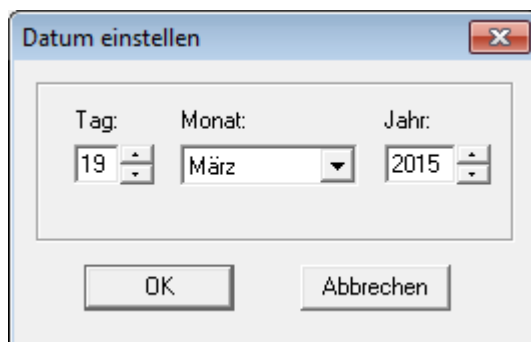 Datum einstellen
Tag: Monat: Jahr:
19 März 2015
OK Abbrechen